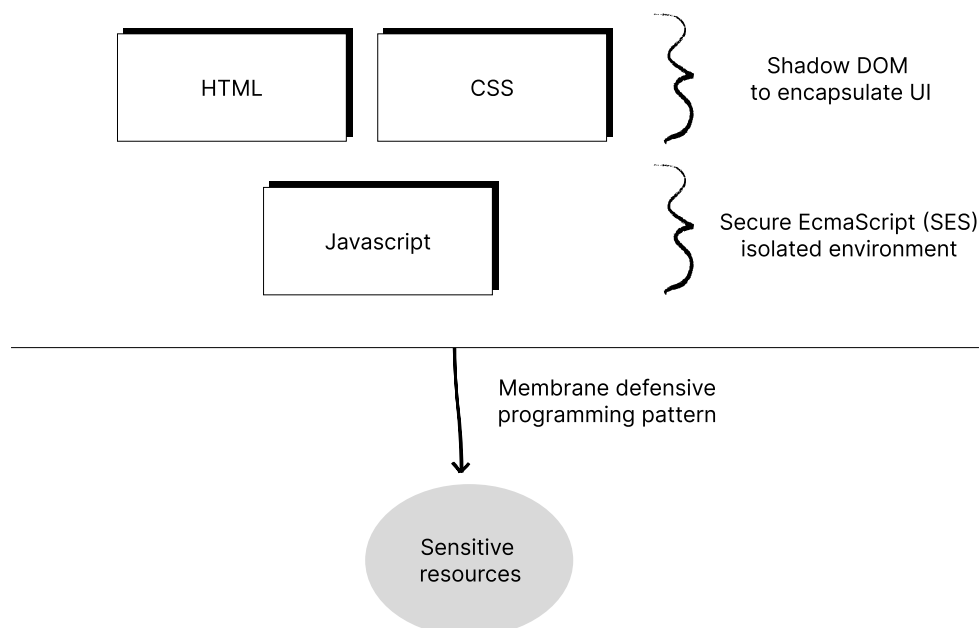 HTML
CSS
Shadow DOM
to encapsulate UI
Javascript
Secure EcmaScript (SES)
isolated environment
Membrane defensive
programming pattern
Sensitive
resources